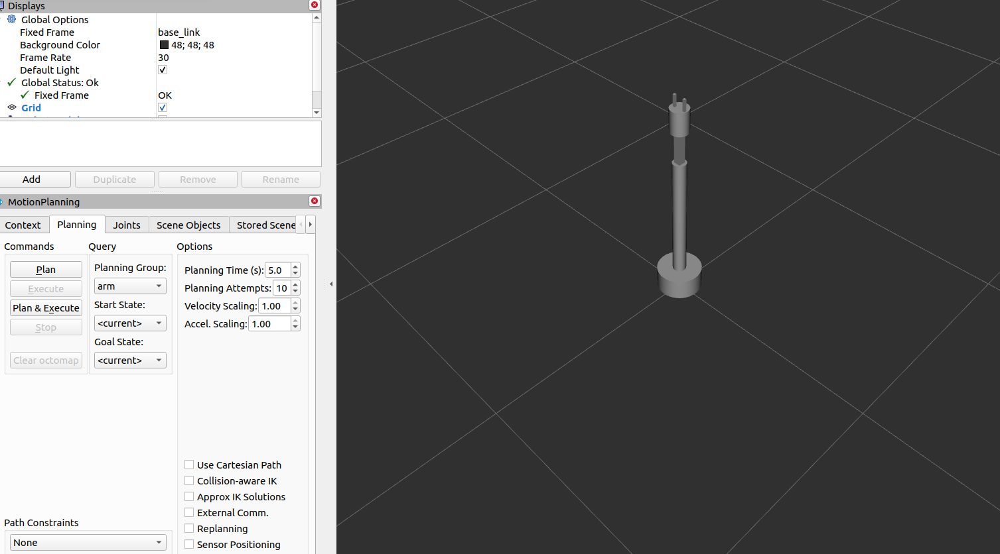 Displays
Global Options
Fixed Frame base_link
Background Color 48; 48; 48
Frame Rate 30
Default Light
Global Status: Ok
Fixed Frame OK
Grid
Add Duplicate Remove Rename
MotionPlanning
Context Planning Joints Scene Objects Stored Scene
Commands Query Options
Plan
Execute
Plan & Execute
Stop
Clear octomap
Planning Group:
arm
Start State:
<current>
Goal State:
<current>
Planning Time (s): 5.0
Planning Attempts: 10
Velocity Scaling: 1.00
Accel. Scaling: 1.00
Use Cartesian Path
Collision-aware IK
Approx IK Solutions
External Comm.
Replanning
Sensor Positioning
Path Constraints
None